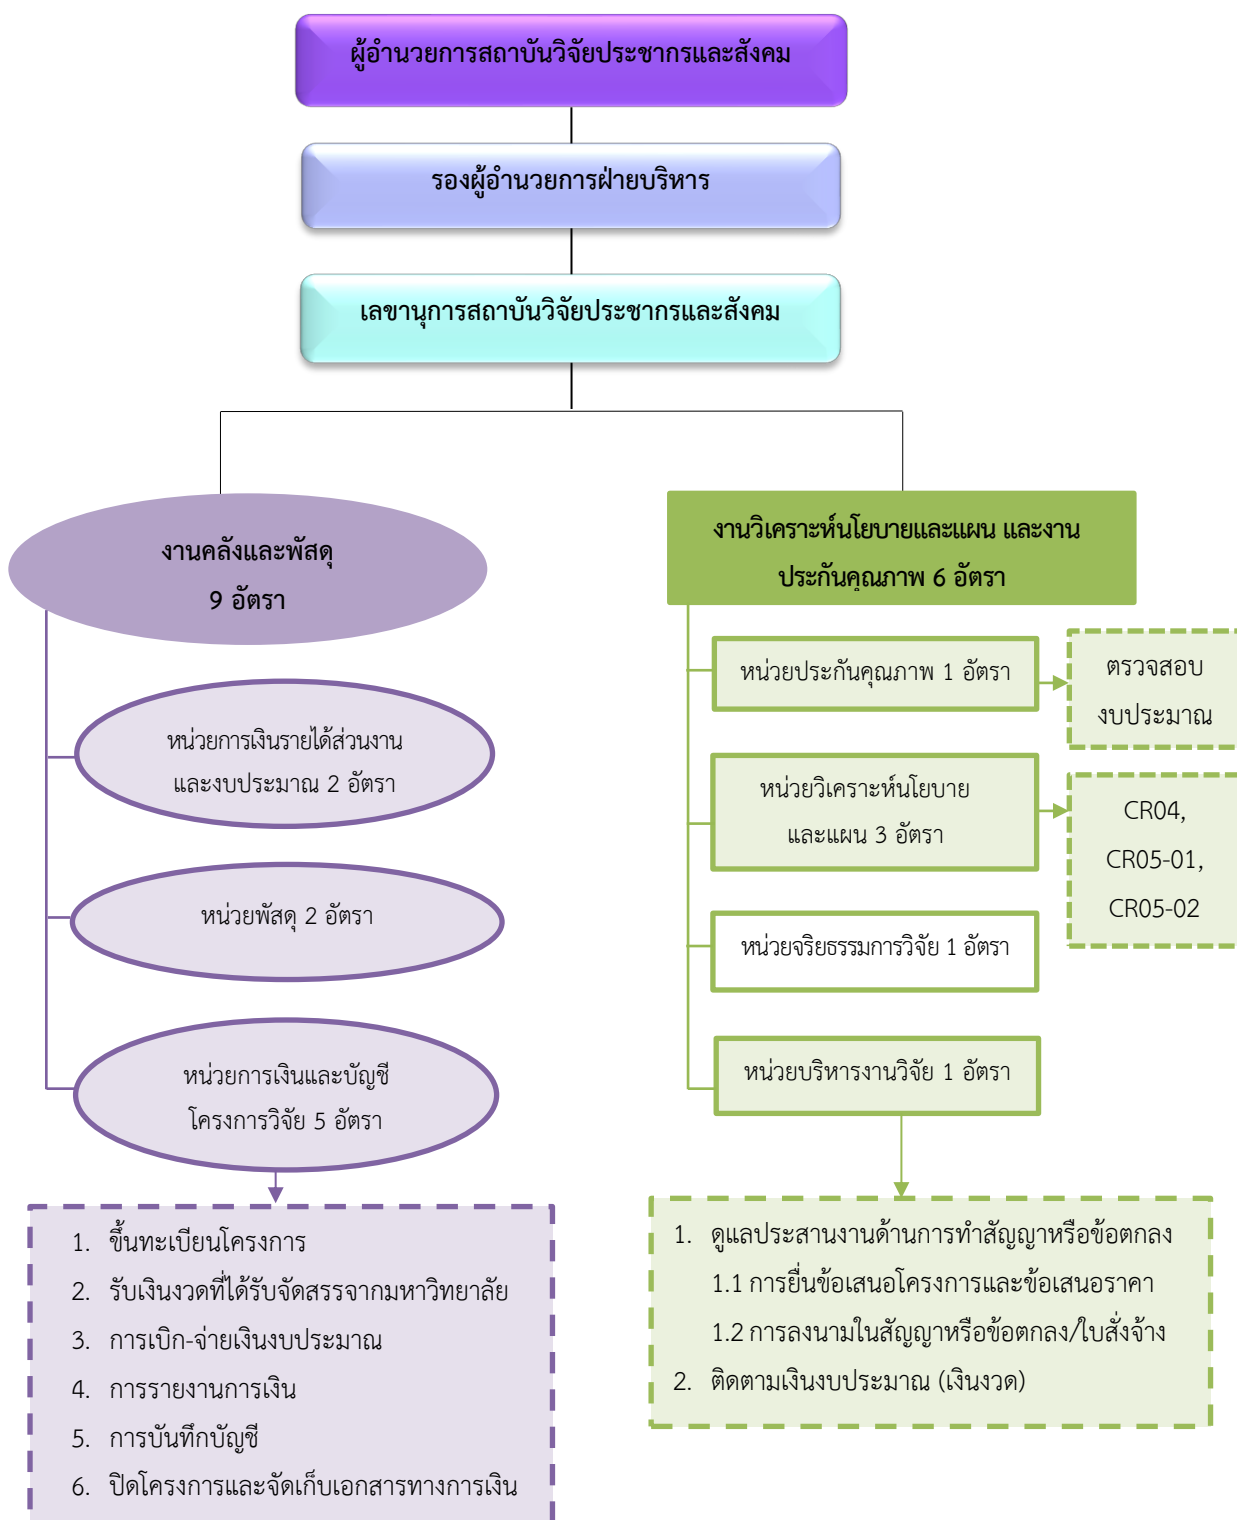 ผู้อำนวยการสถาบันวิจัยประชากรและสังคม
รองผู้อำนวยการฝ่ายบริหาร
เลขานุการสถาบันวิจัยประชากรและสังคม
งานคลังและพัสดุ
9 อัตรา
หน่วยการเงินรายได้ส่วนงาน
และงบประมาณ 2 อัตรา
หน่วยพัสดุ 2 อัตรา
หน่วยการเงินและบัญชี
โครงการวิจัย 5 อัตรา
1. ขึ้นทะเบียนโครงการ
2. รับเงินงวดที่ได้รับจัดสรรจากมหาวิทยาลัย
3. การเบิก-จ่ายเงินงบประมาณ
4. การรายงานการเงิน
5. การบันทึกบัญชี
6. ปิดโครงการและจัดเก็บเอกสารทางการเงิน
งานวิเคราะห์นโยบายและแผน และงาน
ประกันคุณภาพ 6 อัตรา
หน่วยประกันคุณภาพ 1 อัตรา
ตรวจสอบ
งบประมาณ
หน่วยวิเคราะห์นโยบาย
และแผน 3 อัตรา
CR04,
CR05-01,
CR05-02
หน่วยจริยธรรมการวิจัย 1 อัตรา
หน่วยบริหารงานวิจัย 1 อัตรา
1. ดูแลประสานงานด้านการทำสัญญาหรือข้อตกลง
1.1 การยื่นข้อเสนอโครงการและข้อเสนอราคา
1.2 การลงนามในสัญญาหรือข้อตกลง/ใบสั่งจ้าง
2. ติดตามเงินงบประมาณ (เงินงวด)